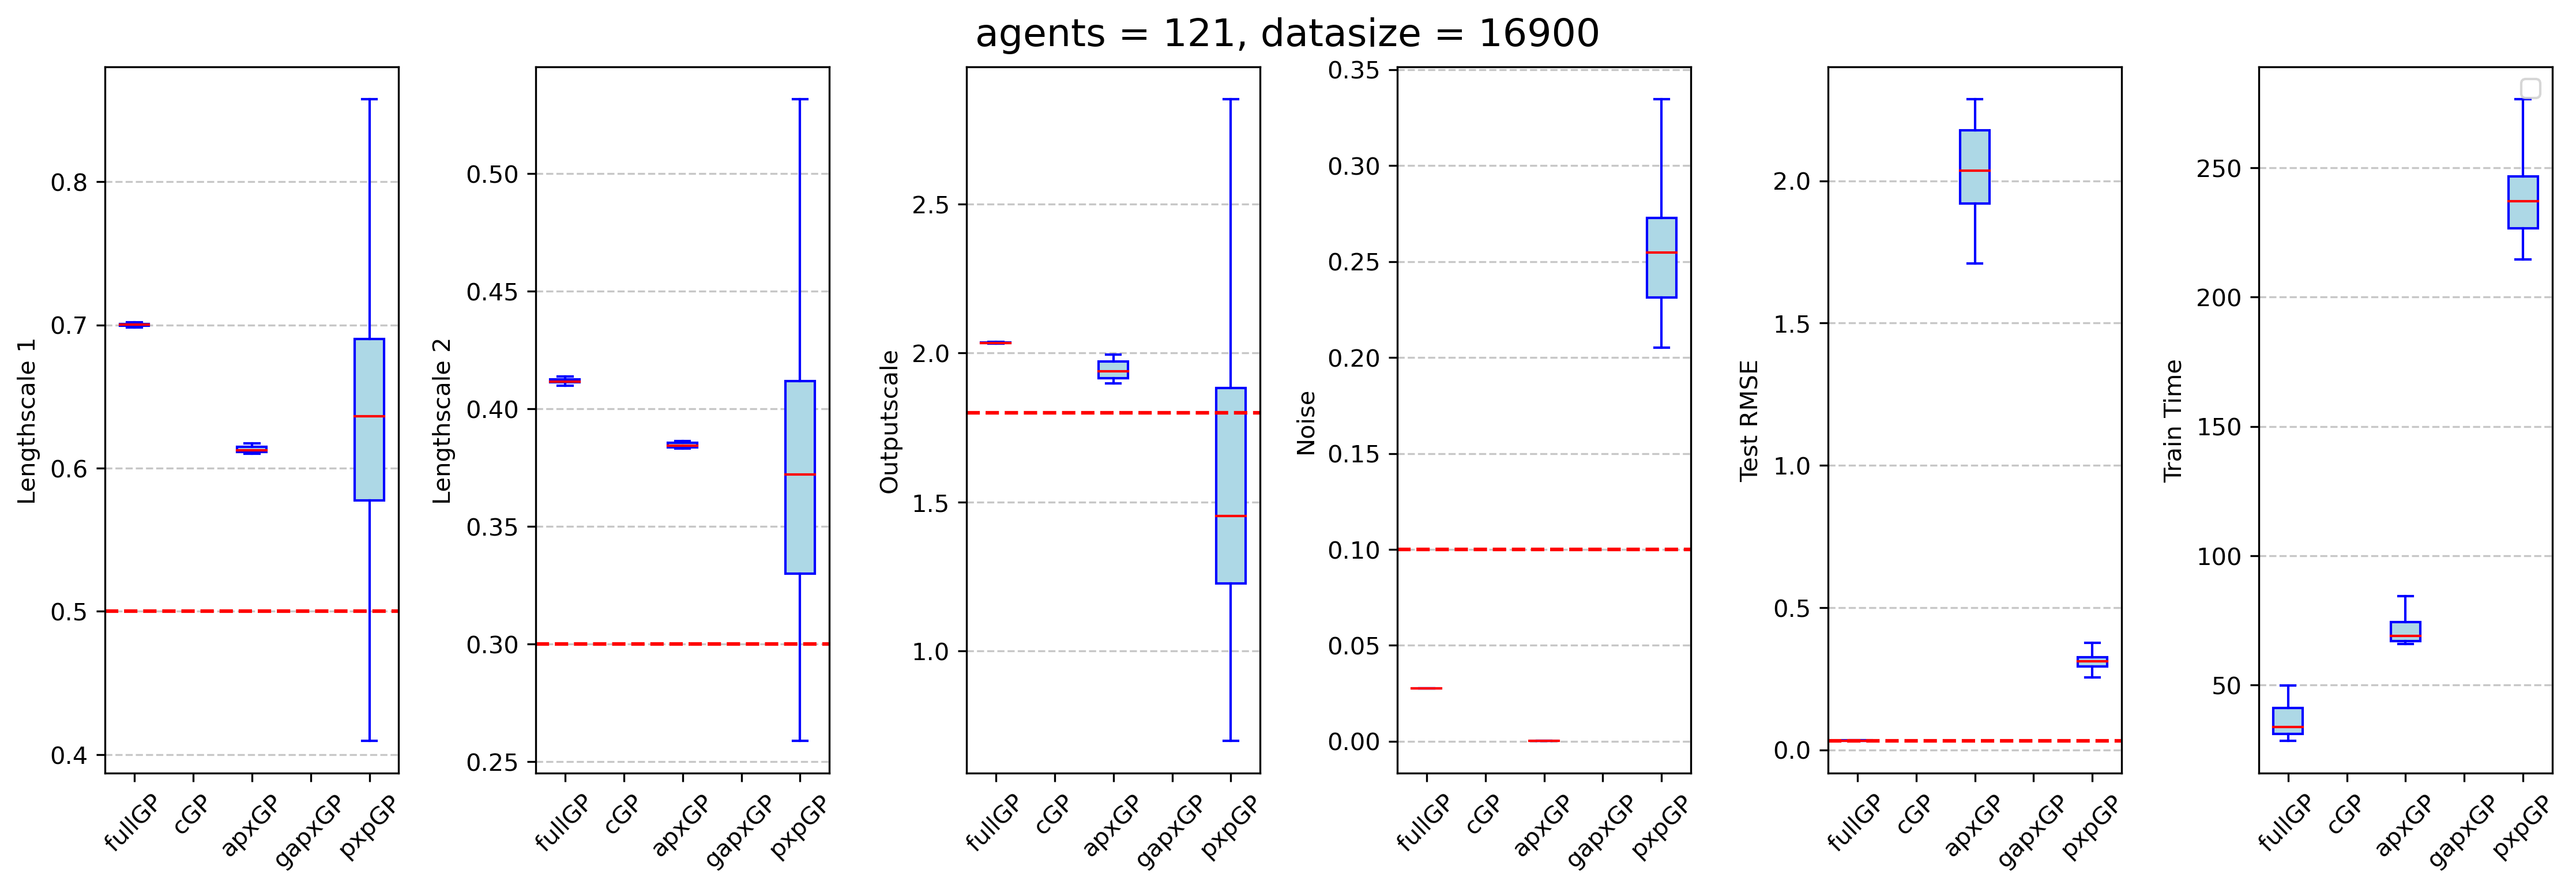 agents = 121, datasize = 16900
Lengthscale 1
0.8
0.7
0.6
0.5
0.4
fullGP
cGP
apxGP
gapxGP
pxpGP
Lengthscale 2
0.50
0.45
0.40
0.35
0.30
0.25
fullGP
cGP
apxGP
gapxGP
pxpGP
Outputscale
2.5
2.0
1.5
1.0
fullGP
cGP
apxGP
gapxGP
pxpGP
Noise
0.35
0.30
0.25
0.20
0.15
0.10
0.05
0.00
fullGP
cGP
apxGP
gapxGP
pxpGP
Test RMSE
2.0
1.5
1.0
0.5
0.0
fullGP
cGP
apxGP
gapxGP
pxpGP
Train Time
250
200
150
100
50
fullGP
cGP
apxGP
gapxGP
pxpGP